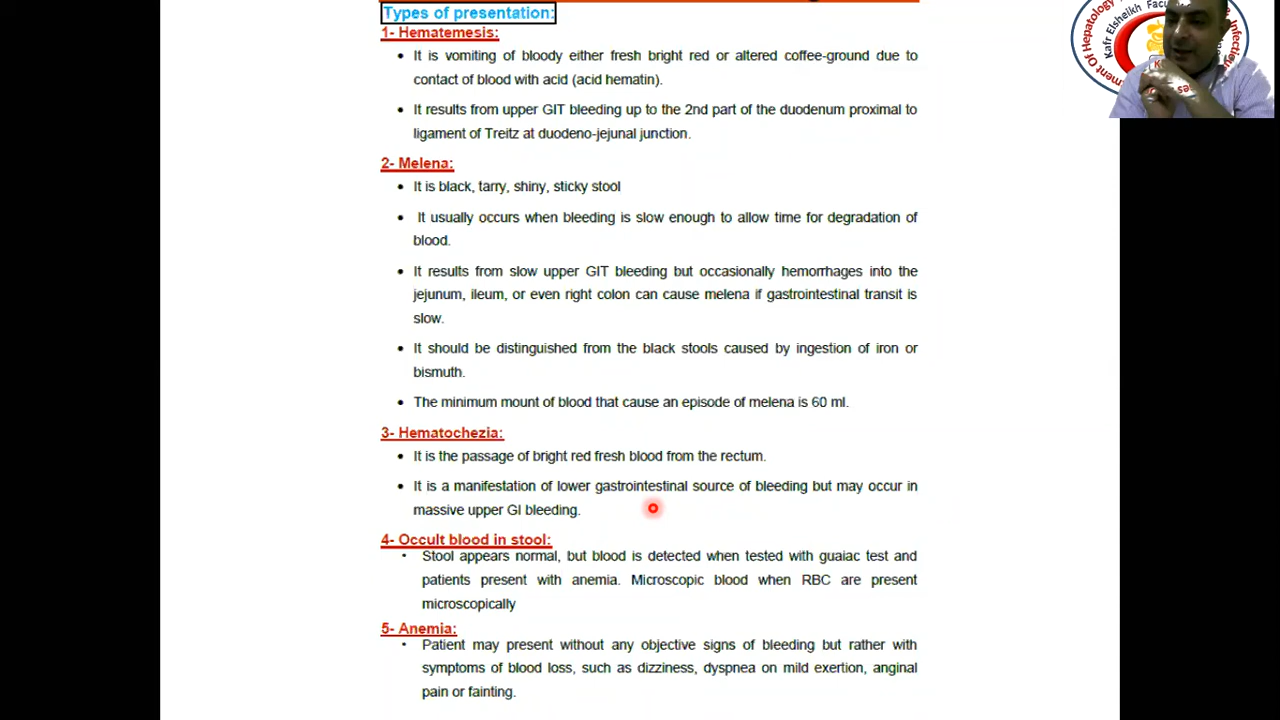 Types of presentation:
1- Hematemesis:
• It is vomiting of bloody either fresh bright red or altered coffee-ground due to
contact of blood with acid (acid hematin).
• It results from upper GIT bleeding up to the 2nd part of the duodenum proximal to
ligament of Treitz at duodeno-jejunal junction.
2- Melena:
• It is black, tarry, shiny, sticky stool
• It usually occurs when bleeding is slow enough to allow time for degradation of
blood.
• It results from slow upper GIT bleeding but occasionally hemorrhages into the
jejunum, ileum, or even right colon can cause melena if gastrointestinal transit is
slow.
• It should be distinguished from the black stools caused by ingestion of iron or
bismuth.
• The minimum mount of blood that cause an episode of melena is 60 ml.
3- Hematochezia:
• It is the passage of bright red fresh blood from the rectum.
• It is a manifestation of lower gastrointestinal source of bleeding but may occur in
massive upper GI bleeding.
4- Occult blood in stool:
• Stool appears normal, but blood is detected when tested with guaiac test and
patients present with anemia. Microscopic blood when RBC are present
microscopically
5- Anemia:
• Patient may present without any objective signs of bleeding but rather with
symptoms of blood loss, such as dizziness, dyspnea on mild exertion, anginal
pain or fainting.
Of Hepatology
Kafr Elsheikh